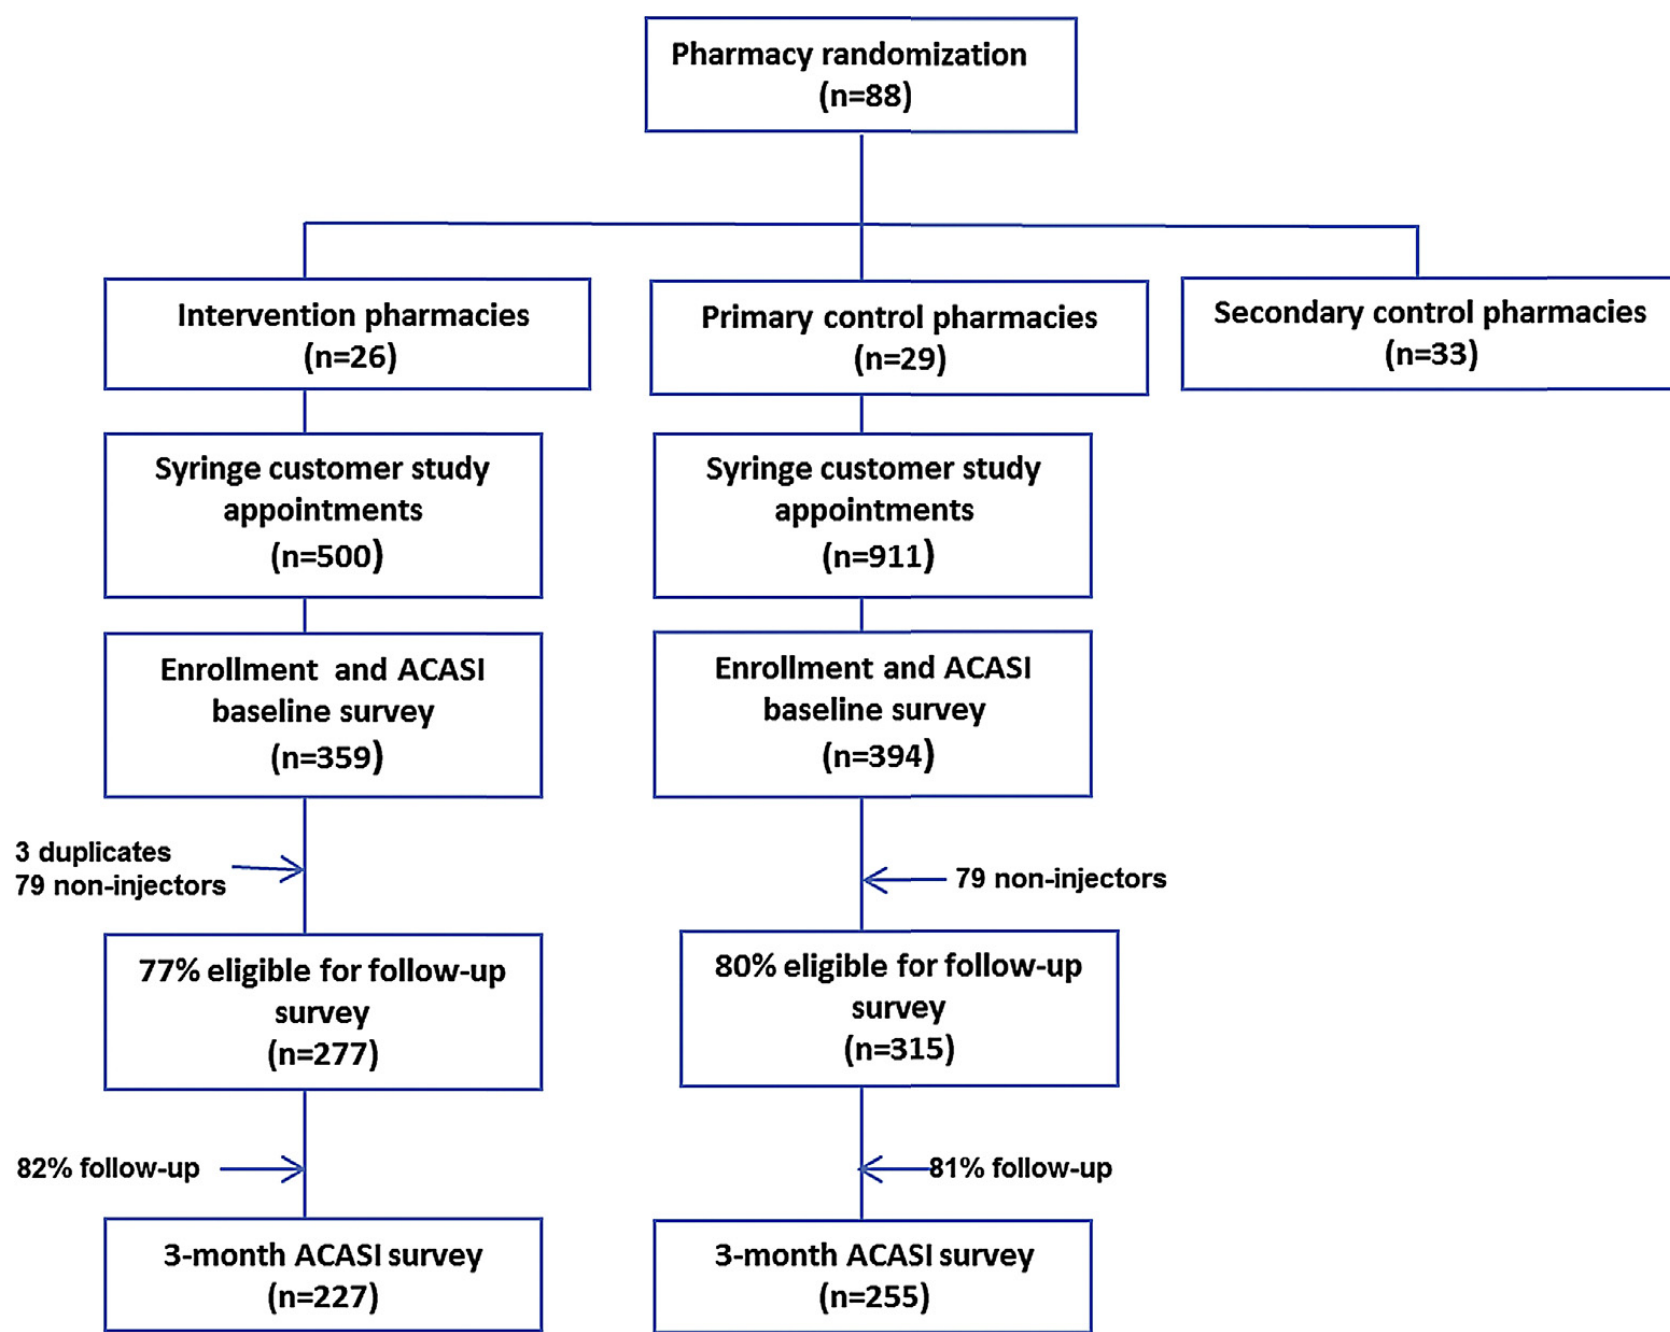 Pharmacy randomization
(n=88)
Intervention pharmacies
(n=26)
Primary control pharmacies
(n=29)
Secondary control pharmacies
(n=33)
Syringe customer study
appointments
(n=500)
Syringe customer study
appointments
(n=911)
Enrollment and ACASI
baseline survey
(n=359)
Enrollment and ACASI
baseline survey
(n=394)
3 duplicates
79 non-injectors
79 non-injectors
77% eligible for follow-up
survey
(n=277)
80% eligible for follow-up
survey
(n=315)
82% follow-up
81% follow-up
3-month ACASI survey
(n=227)
3-month ACASI survey
(n=255)